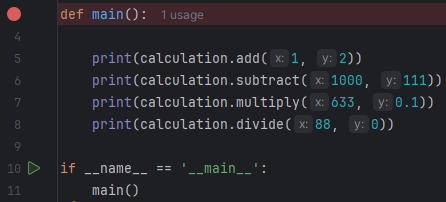 def main(): 1 usage
4
5 print(calculation.add( x: 1, y: 2))
6 print(calculation.subtract( x: 1000, y: 111))
7 print(calculation.multiply( x: 633, y: 0.1))
8 print(calculation.divide( x: 88, y: 0))
9
10 if __name__ == '__main__':
11 main()